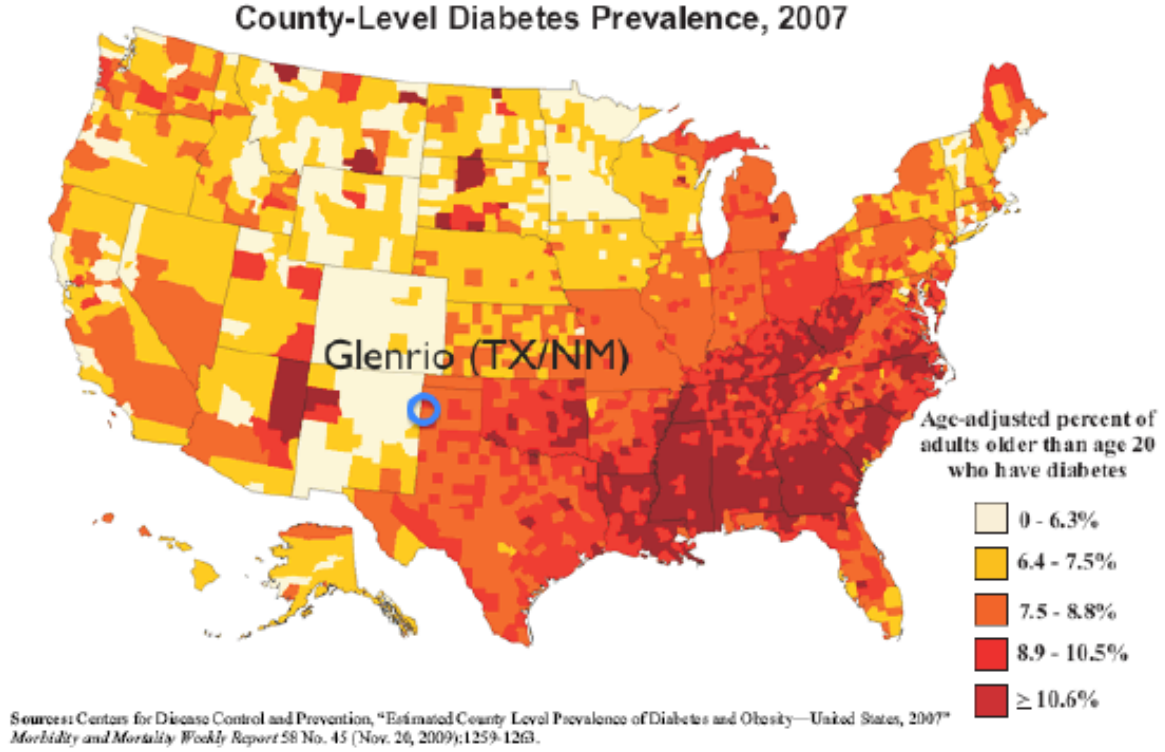 County-Level Diabetes Prevalence, 2007
Glenrio (TX/NM)
Age-adjusted percent of
adults older than age 20
who have diabetes
0 - 6.3%
6.4 - 7.5%
7.5 - 8.8%
8.9 - 10.5%
≥ 10.6%
Sources: Centers for Disease Control and Prevention, “Estimated County Level Prevalence of Diabetes and Obesity—United States, 2007”
Morbidity and Mortality Weekly Report 58 No. 45 (Nov. 20, 2009):1259-1263.